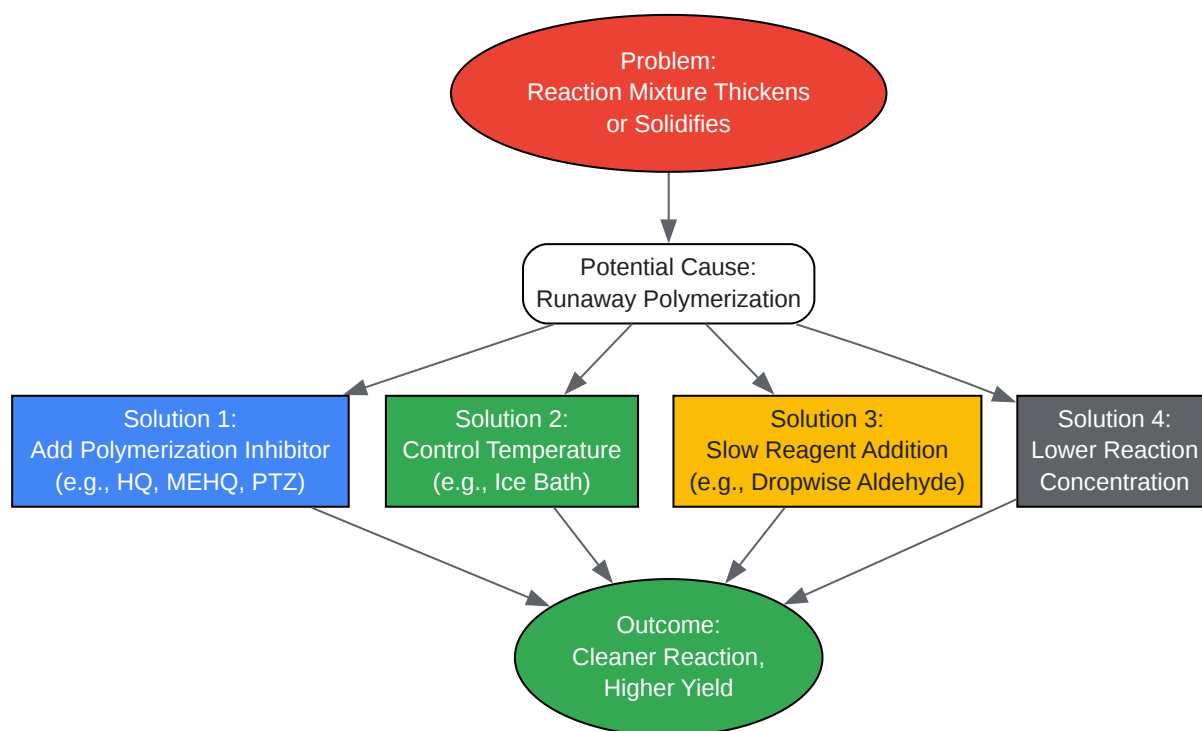 Problem:
Reaction Mixture Thickens
or Solidifies
Potential Cause:
Runaway Polymerization
Solution 1:
Add Polymerization Inhibitor
(e.g., HQ, MEHQ, PTZ)
Solution 2:
Control Temperature
(e.g., Ice Bath)
Solution 3:
Slow Reagent Addition
(e.g., Dropwise Aldehyde)
Solution 4:
Lower Reaction
Concentration
Outcome:
Cleaner Reaction,
Higher Yield